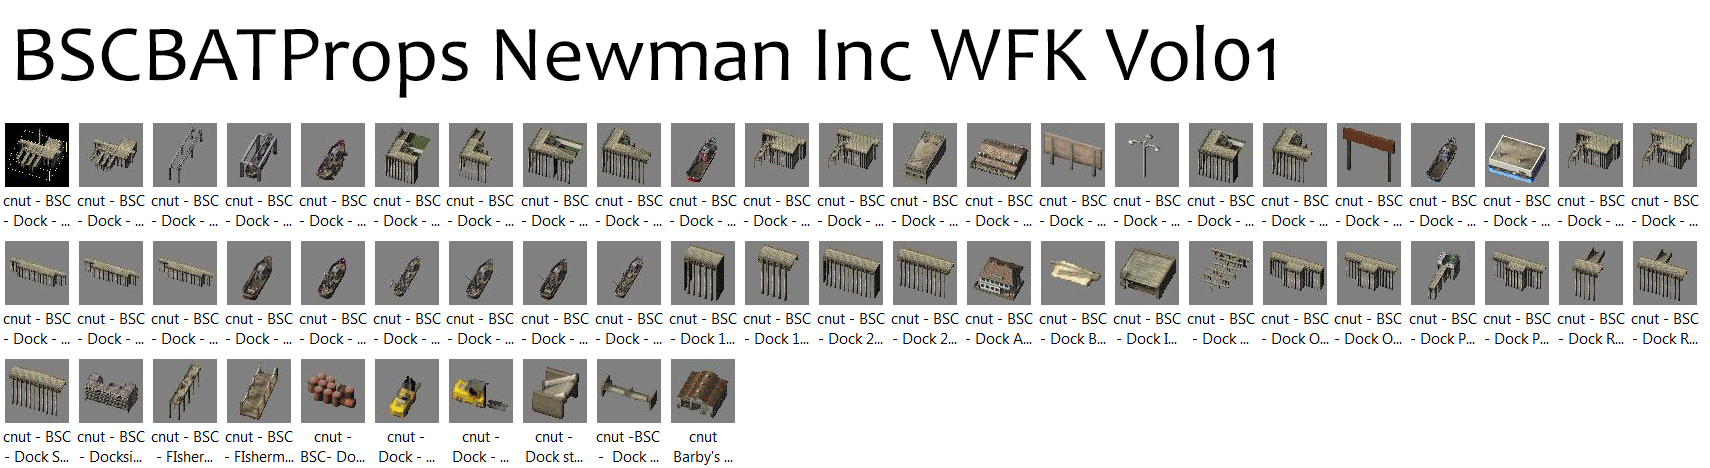 BSCBATProps Newman Inc WFK Vol01
cnut - BSC cnut - BSC cnut - BSC cnut - BSC cnut - BSC cnut - BSC cnut - BSC cnut - BSC cnut - BSC cnut - BSC cnut - BSC cnut - BSC cnut - BSC cnut - BSC cnut - BSC cnut - BSC cnut - BSC cnut - BSC cnut - BSC cnut - BSC cnut - BSC cnut - BSC cnut - BSC
- Dock - ... - Dock - ... - Dock - ... - Dock - ... - Dock - ... - Dock - ... - Dock - ... - Dock - ... - Dock - ... - Dock - ... - Dock - ... - Dock - ... - Dock - ... - Dock - ... - Dock - ... - Dock - ... - Dock - ... - Dock - ... - Dock - ... - Dock - ... - Dock - ... - Dock - ... - Dock - ...
cnut - BSC cnut - BSC cnut - BSC cnut - BSC cnut - BSC cnut - BSC cnut - BSC cnut - BSC cnut - BSC cnut - BSC cnut - BSC cnut - BSC cnut - BSC cnut - BSC cnut - BSC cnut - BSC cnut - BSC cnut - BSC cnut - BSC cnut - BSC cnut - BSC cnut - BSC cnut - BSC
- Dock - ... - Dock - ... - Dock - ... - Dock - ... - Dock - ... - Dock - ... - Dock - ... - Dock - ... - Dock - ... - Dock 1... - Dock 1... - Dock 2... - Dock 2... - Dock A... - Dock B... - Dock I... - Dock ... - Dock O... - Dock O... - Dock P... - Dock P... - Dock R... - Dock R...
cnut - BSC cnut - BSC cnut - BSC cnut - BSC cnut - cnut - cnut - cnut - cnut -BSC cnut
- Dock S... - Docksi... - FIsher... - FIsherm... BSC- Do... Dock - ... Dock - ... Dock st... - Dock ... Barby's ...